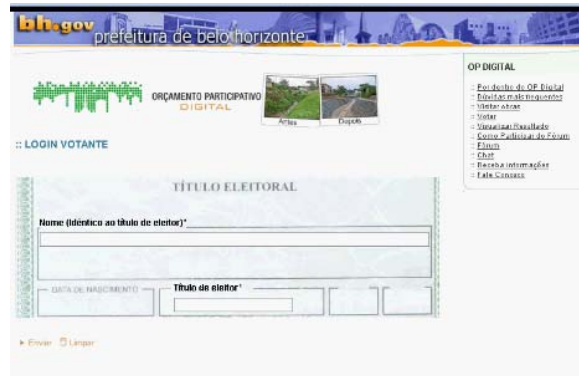 bh.gov
prefeitura de belo horizonte
ORÇAMENTO PARTICIPATIVO
DIGITAL
Antes
Depois
:: LOGIN VOTANTE
TÍTULO ELEITORAL
Nome (Idêntico ao título de eleitor)*
DATA DE NASCIMENTO
Título de eleitor*
Enviar
Limpar
OP DIGITAL
:: Por dentro do OP Digital
:: Dúvidas mais frequentes
:: Visitar obras
:: Votar
:: Visualizar Resultado
:: Como Participar do Fórum
:: Fórum
:: Chat
:: Receba informações
:: Fale Conosco